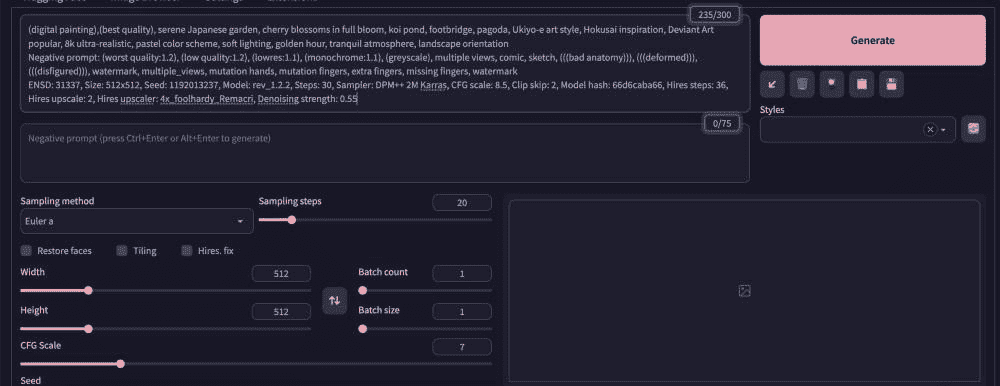 235/300
(digital painting),(best quality), serene Japanese garden, cherry blossoms in full bloom, koi pond, footbridge, pagoda, Ukiyo-e art style, Hokusai inspiration, Deviant Art
popular, 8k ultra-realistic, pastel color scheme, soft lighting, golden hour, tranquil atmosphere, landscape orientation
Negative prompt: (worst quality:1.2), (low quality:1.2), (lowres:1.1), (monochrome:1.1), (greyscale), multiple views, comic, sketch, (((bad anatomy))), (((deformed))),
(((disfigured))), watermark, multiple_views, mutation hands, mutation fingers, extra fingers, missing fingers, watermark
ENSD: 31337, Size: 512x512, Seed: 1192013237, Model: rev_1.2.2, Steps: 30, Sampler: DPM++ 2M Karras, CFG scale: 8.5, Clip skip: 2, Model hash: 66d6caba66, Hires steps: 36,
Hires upscale: 2, Hires upscaler: 4x_foolhardy_Remacri, Denoising strength: 0.55
Generate
Styles
0/75
Negative prompt (press Ctrl+Enter or Alt+Enter to generate)
Sampling method
Euler a
Sampling steps
20
Restore faces
Tiling
Hires. fix
Width
512
Batch count
1
Height
512
Batch size
1
CFG Scale
7
Seed